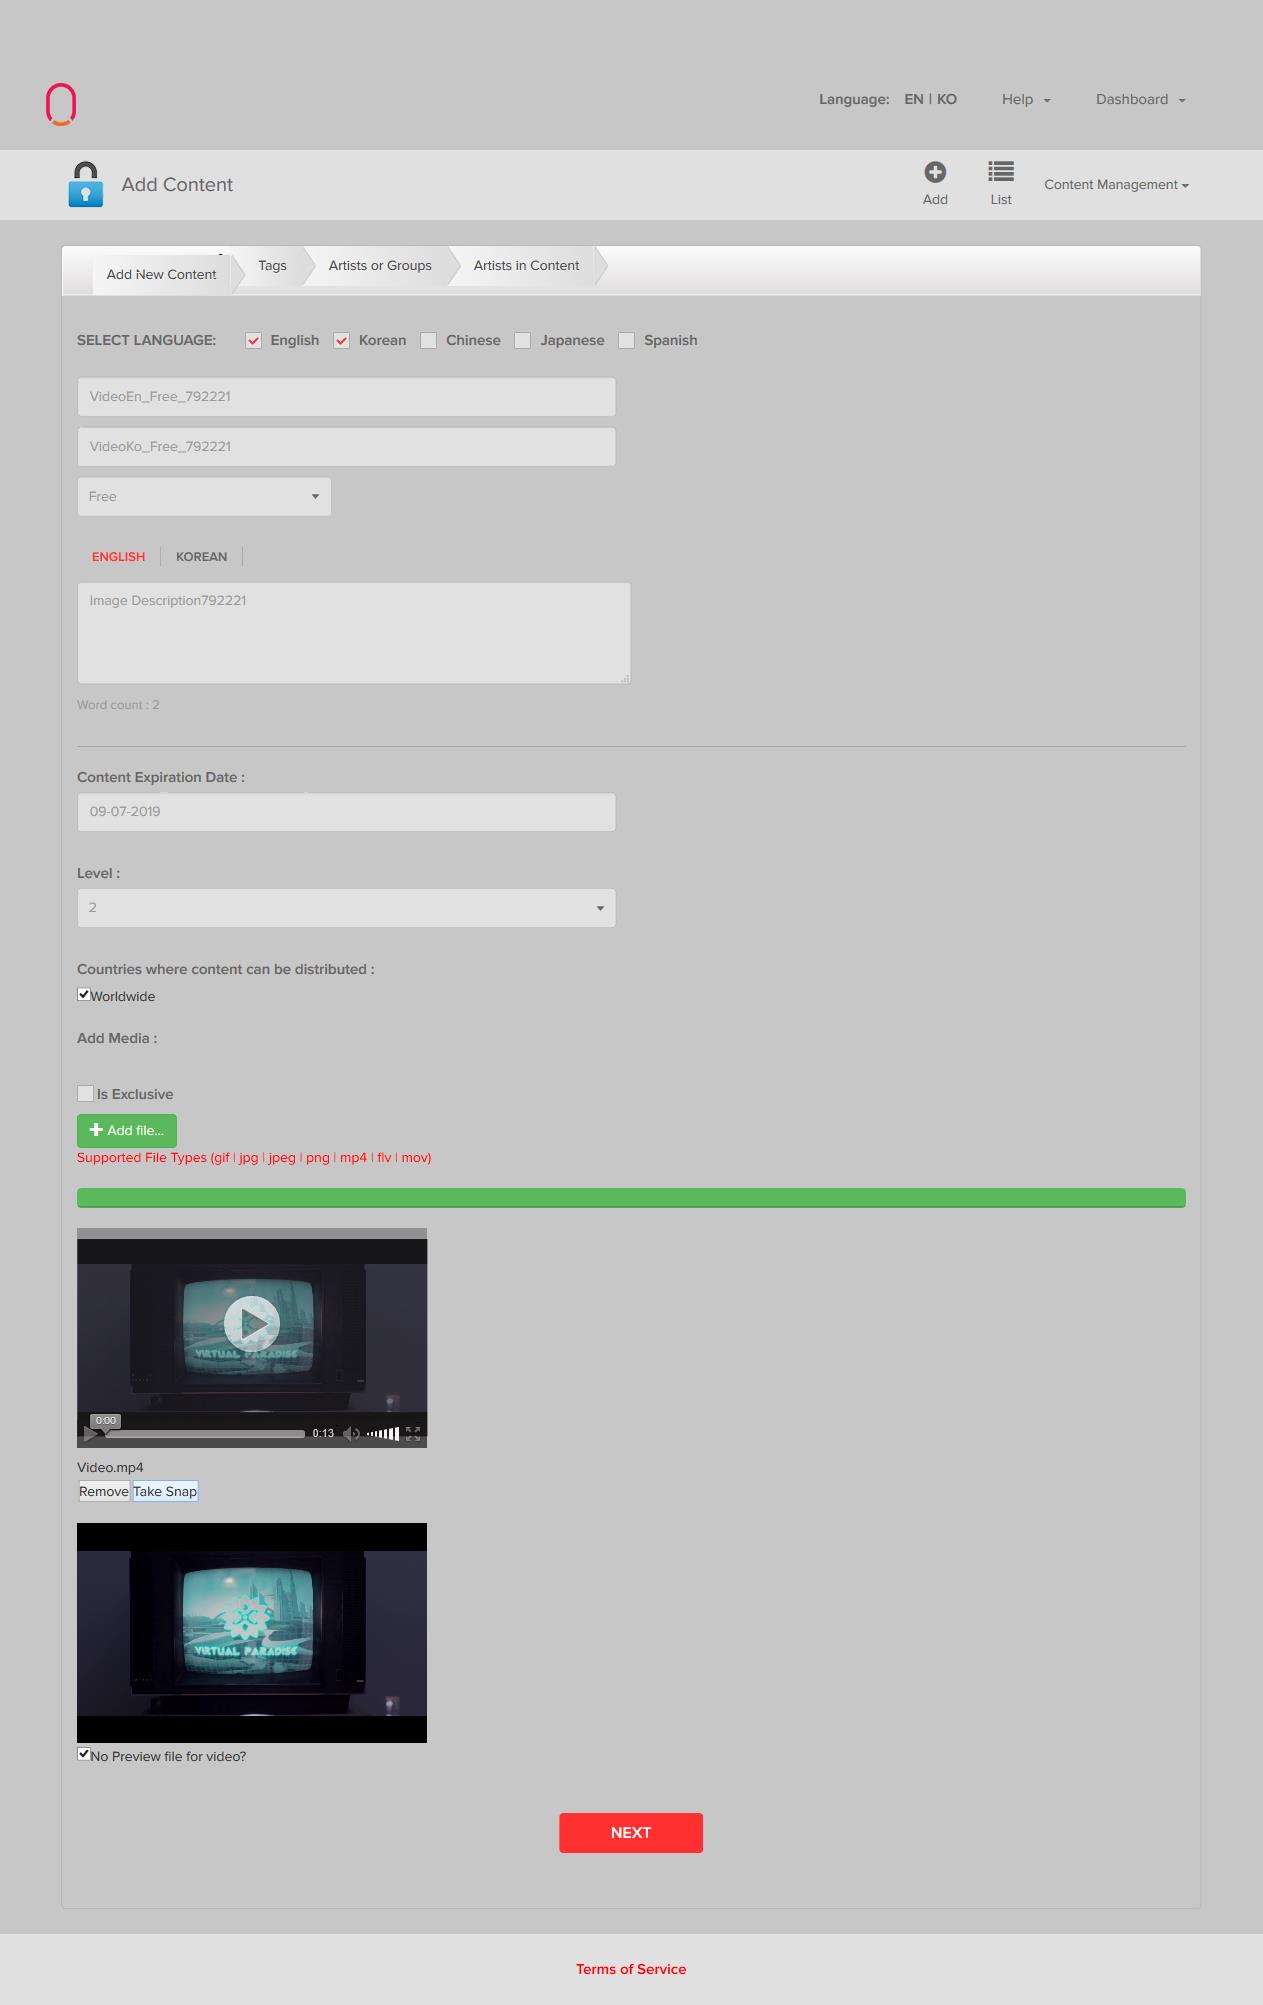 Language: EN | KO Help Dashboard
Add Content
Add List Content Management
Add New Content Tags Artists or Groups Artists in Content
SELECT LANGUAGE: English Korean Chinese Japanese Spanish
VideoEn_Free_792221
VideoKo_Free_792221
Free
ENGLISH KOREAN
Image Description792221
Word count : 2
Content Expiration Date :
09-07-2019
Level :
2
Countries where content can be distributed :
Worldwide
Add Media :
Is Exclusive
Add file...
Supported File Types (gif | jpg | jpeg | png | mp4 | flv | mov)
VIRTUAL PARADISE
0:00
0:13
Video.mp4
Remove Take Snap
VIRTUAL PARADISE
No Preview file for video?
NEXT
Terms of Service